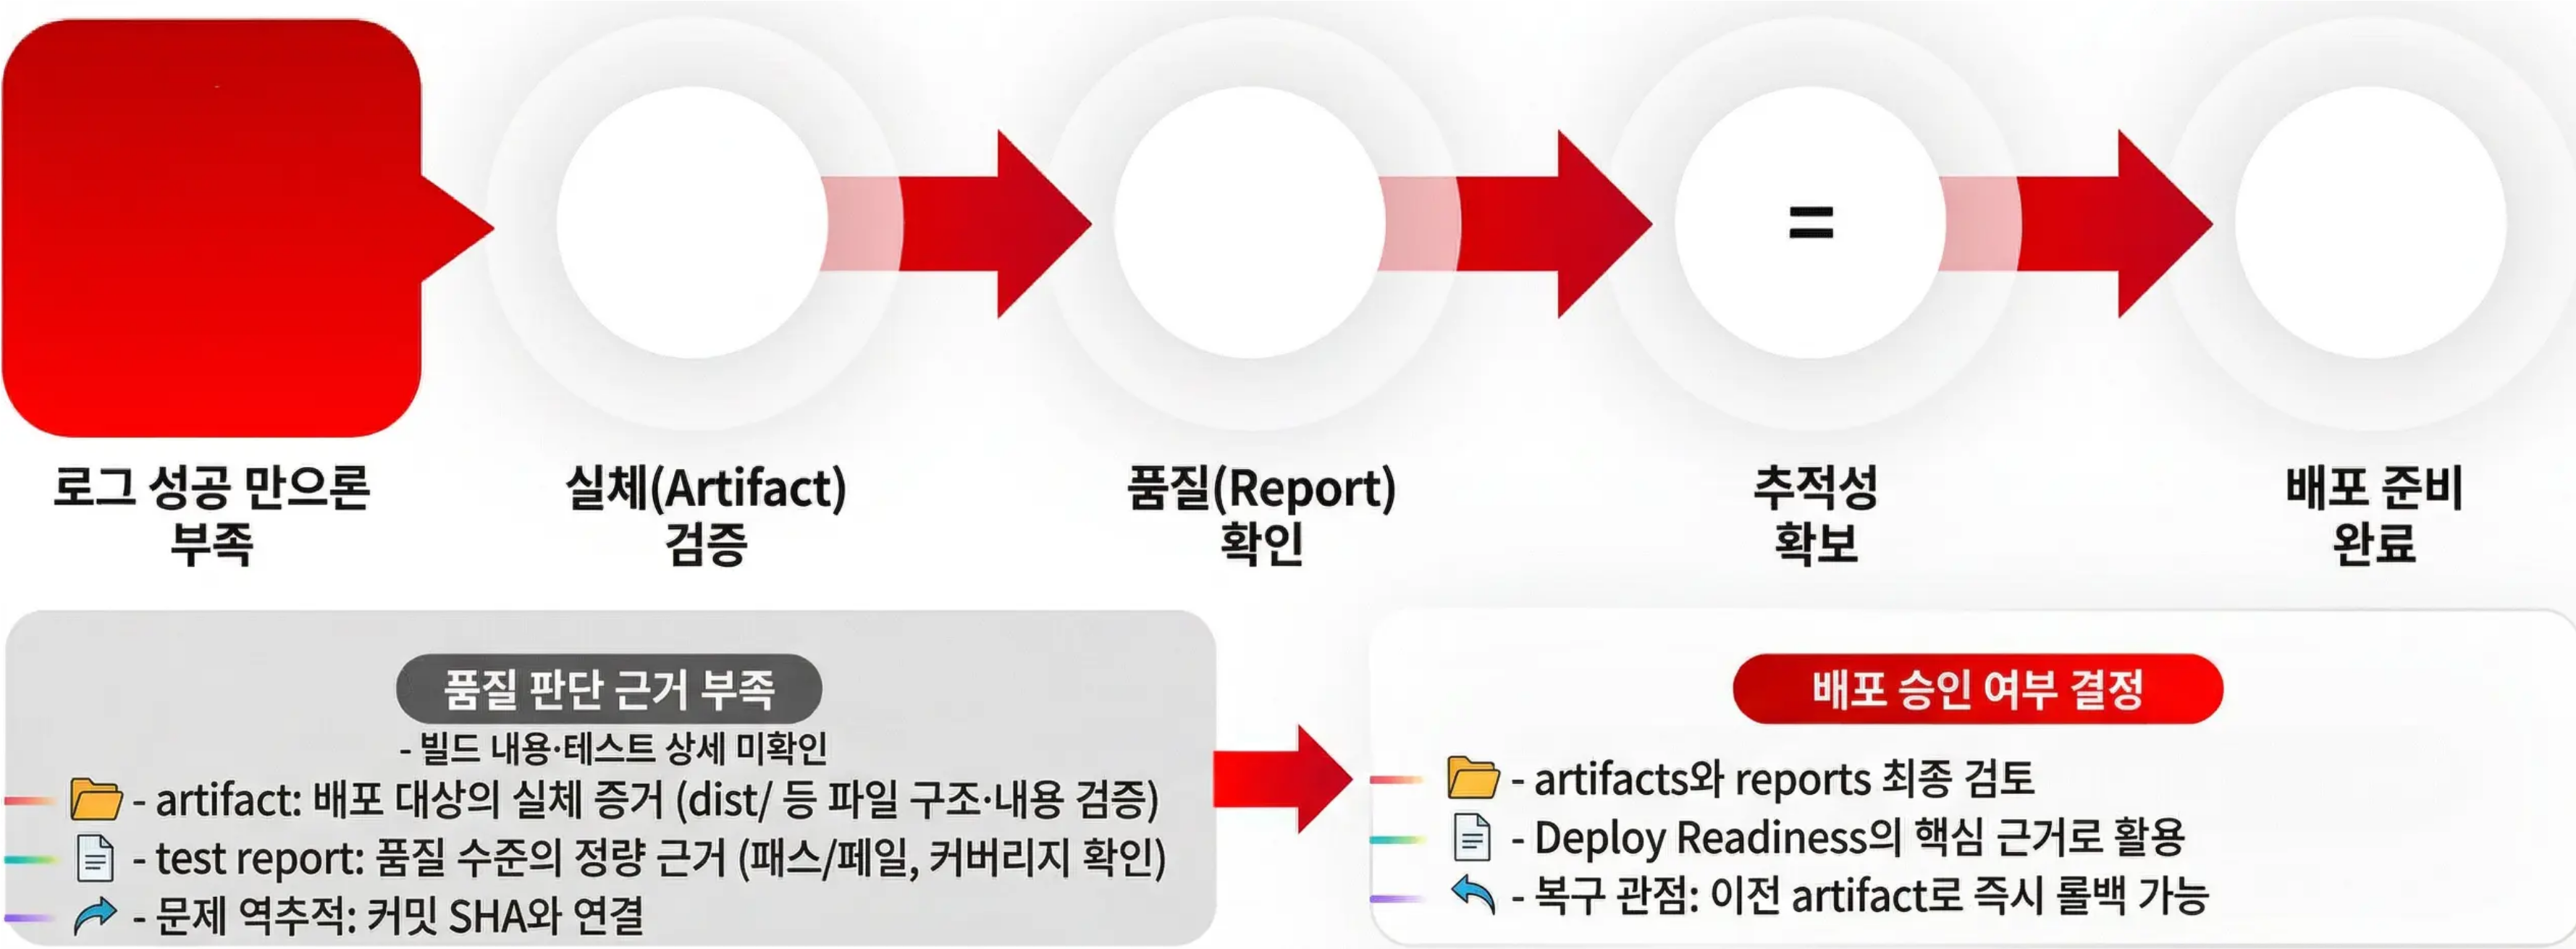 =
로그 성공 만으론
부족
실체(Artifact)
검증
품질(Report)
확인
추적성
확보
배포 준비
완료
품질 판단 근거 부족
- 빌드 내용·테스트 상세 미확인
- artifact: 배포 대상의 실체 증거 (dist/ 등 파일 구조·내용 검증)
- test report: 품질 수준의 정량 근거 (패스/페일, 커버리지 확인)
- 문제 역추적: 커밋 SHA와 연결
배포 승인 여부 결정
- artifacts와 reports 최종 검토
- Deploy Readiness의 핵심 근거로 활용
- 복구 관점: 이전 artifact로 즉시 롤백 가능